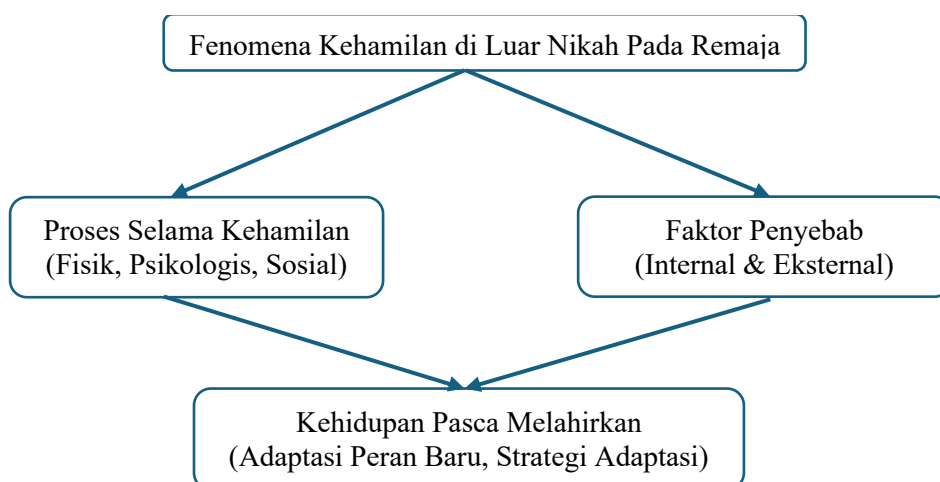 Fenomena Kehamilan di Luar Nikah Pada Remaja
Proses Selama Kehamilan
(Fisik, Psikologis, Sosial)
Faktor Penyebab
(Internal & Eksternal)
Kehidupan Pasca Melahirkan
(Adaptasi Peran Baru, Strategi Adaptasi)